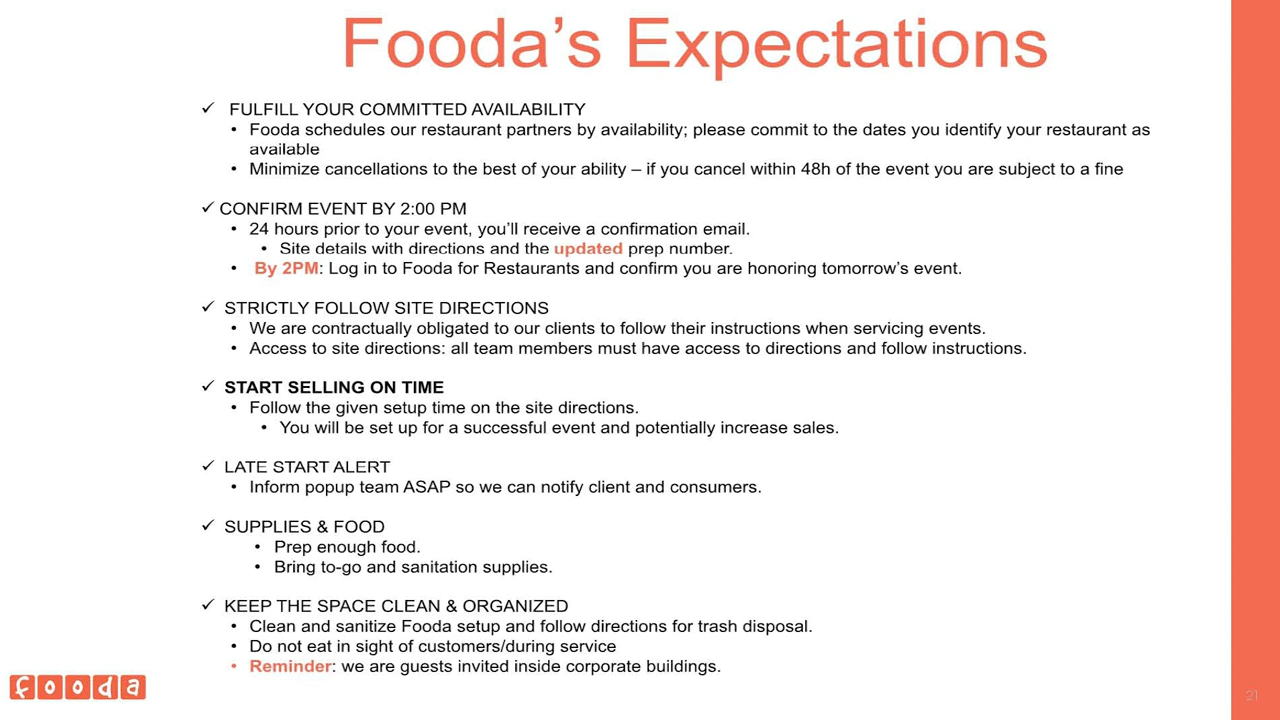 Fooda’s Expectations
✓ FULFILL YOUR COMMITTED AVAILABILITY
• Fooda schedules our restaurant partners by availability; please commit to the dates you identify your restaurant as
available
• Minimize cancellations to the best of your ability – if you cancel within 48h of the event you are subject to a fine
✓ CONFIRM EVENT BY 2:00 PM
• 24 hours prior to your event, you’ll receive a confirmation email.
• Site details with directions and the updated prep number.
• By 2PM: Log in to Fooda for Restaurants and confirm you are honoring tomorrow’s event.
✓ STRICTLY FOLLOW SITE DIRECTIONS
• We are contractually obligated to our clients to follow their instructions when servicing events.
• Access to site directions: all team members must have access to directions and follow instructions.
✓ START SELLING ON TIME
• Follow the given setup time on the site directions.
• You will be set up for a successful event and potentially increase sales.
✓ LATE START ALERT
• Inform popup team ASAP so we can notify client and consumers.
✓ SUPPLIES & FOOD
• Prep enough food.
• Bring to-go and sanitation supplies.
✓ KEEP THE SPACE CLEAN & ORGANIZED
• Clean and sanitize Fooda setup and follow directions for trash disposal.
• Do not eat in sight of customers/during service
• Reminder: we are guests invited inside corporate buildings.
fooda
21